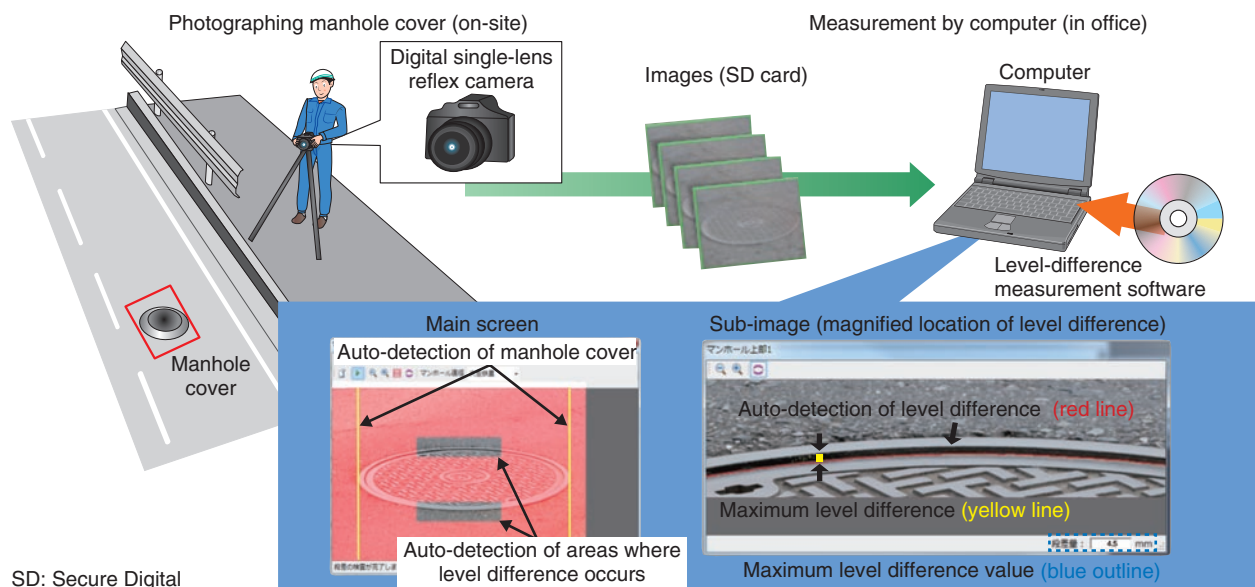 Photographing manhole cover (on-site)
Measurement by computer (in office)
Digital single-lens
reflex camera
Images (SD card)
Computer
Level-difference
measurement software
Manhole
cover
Main screen
Auto-detection of manhole cover
Auto-detection of areas where
level difference occurs
Sub-image (magnified location of level difference)
マンホール上部1
Auto-detection of level difference (red line)
Maximum level difference (yellow line)
段差量： 4.5 mm
Maximum level difference value (blue outline)
SD: Secure Digital